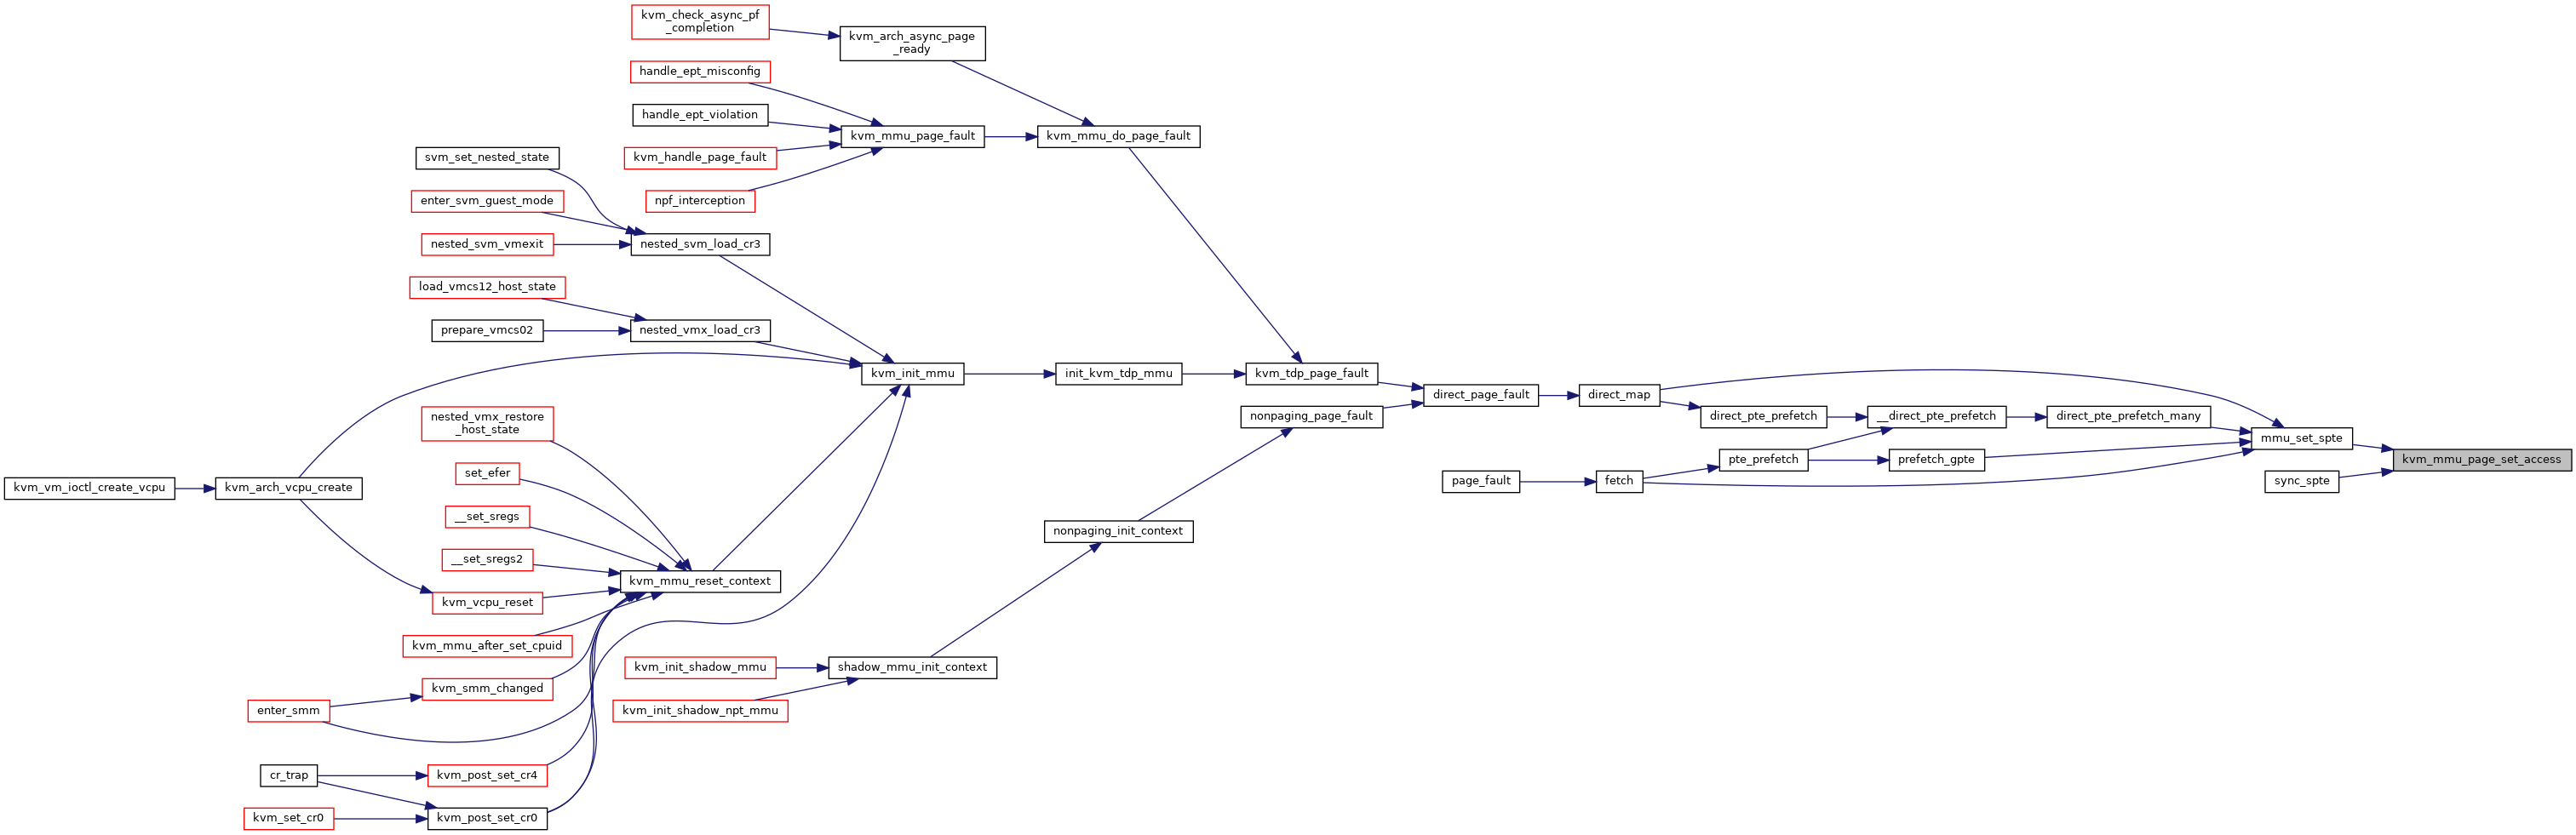 kvm_check_async_pf
_completion
kvm_arch_async_page
_ready
handle_ept_misconfig
handle_ept_violation
kvm_mmu_page_fault
kvm_mmu_do_page_fault
kvm_handle_page_fault
svm_set_nested_state
enter_svm_guest_mode
npf_interception
nested_svm_vmexit
nested_svm_load_cr3
load_vmcs12_host_state
prepare_vmcs02
nested_vmx_load_cr3
kvm_init_mmu
init_kvm_tdp_mmu
kvm_tdp_page_fault
direct_page_fault
direct_map
nonpaging_page_fault
direct_pte_prefetch
__direct_pte_prefetch
direct_pte_prefetch_many
nested_vmx_restore
_host_state
mmu_set_spte
pte_prefetch
prefetch_gpte
kvm_mmu_page_set_access
set_efer
page_fault
fetch
sync_spte
kvm_vm_ioctl_create_vcpu
kvm_arch_vcpu_create
__set_sregs
nonpaging_init_context
__set_sregs2
kvm_mmu_reset_context
kvm_vcpu_reset
kvm_mmu_after_set_cpuid
kvm_init_shadow_mmu
shadow_mmu_init_context
kvm_smm_changed
enter_smm
kvm_init_shadow_npt_mmu
cr_trap
kvm_post_set_cr4
kvm_set_cr0
kvm_post_set_cr0